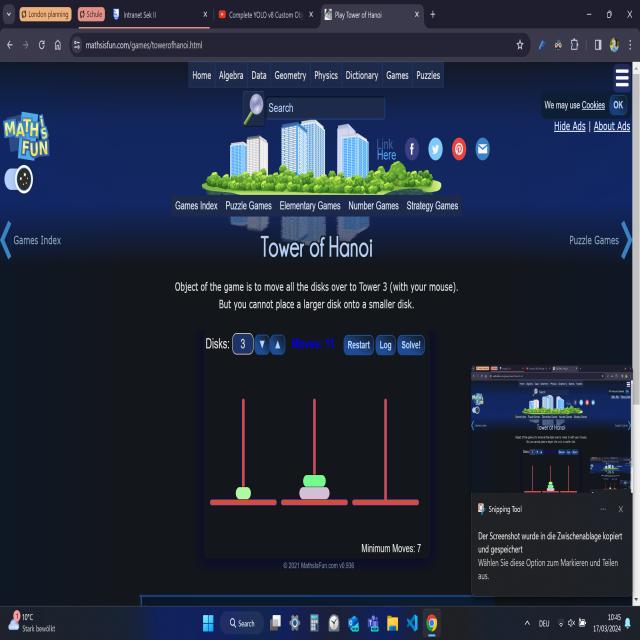 London planning
Schule
Intranet Sek II
Complete YOLO v8 Custom Ob
Play Tower of Hanoi
mathsisfun.com/games/towerofhanoi.html
Home Algebra Data Geometry Physics Dictionary Games Puzzles
Search
We may use Cookies OK
Hide Ads | About Ads
MATHS IS FUN
Link Here
Games Index Puzzle Games Elementary Games Number Games Strategy Games
Games Index
Tower of Hanoi
Puzzle Games
Object of the game is to move all the disks over to Tower 3 (with your mouse).
But you cannot place a larger disk onto a smaller disk.
Disks: 3 Moves: 11 Restart Log Solve!
Minimum Moves: 7
© 2021 MathsIsFun.com v0.936
Snipping Tool
Der Screenshot wurde in die Zwischenablage kopiert
und gespeichert
Wählen Sie diese Option zum Markieren und Teilen
aus.
10°C
Stark bewölkt
Search
DEU
10:45
17/03/2024